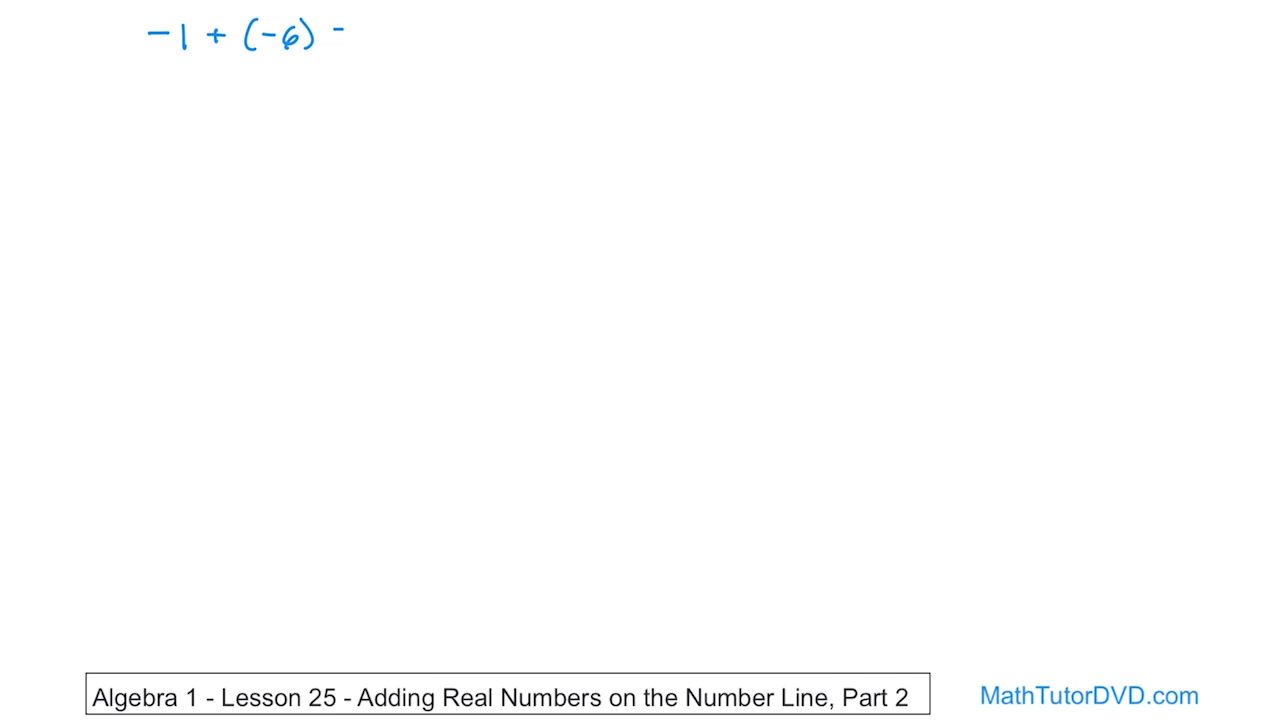 -1 + (-6) -
Algebra 1 - Lesson 25 - Adding Real Numbers on the Number Line, Part 2
MathTutorDVD.com